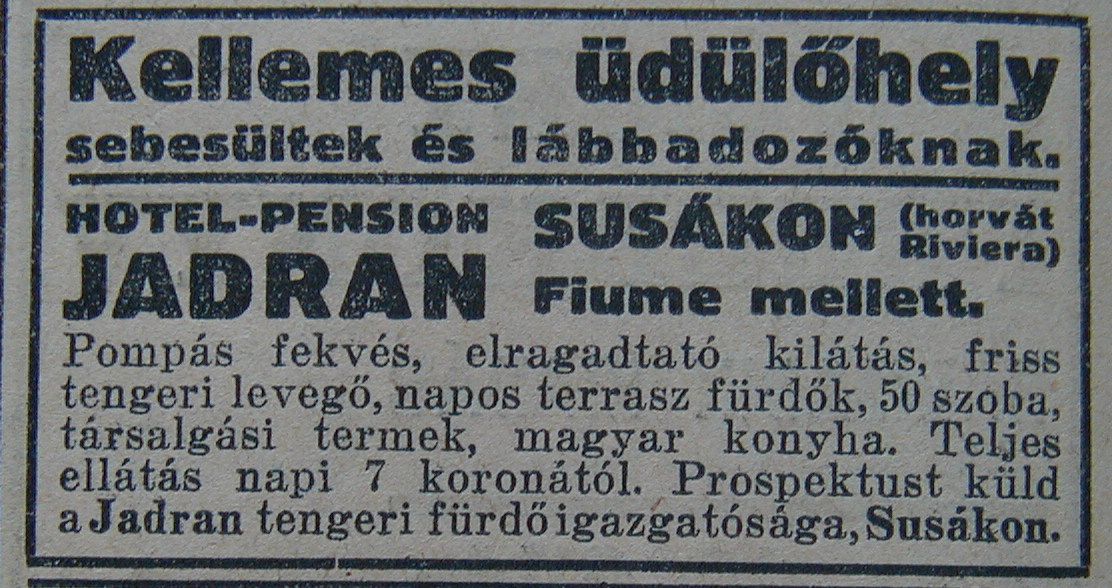 Kellemes üdülőhely
sebesültek és lábbadozóknak.
HOTEL-PENSION
JADRAN
SUSÁKON (horvát
Riviera)
Fiume mellett.
Pompás fekvés, elragadtató kilátás, friss
tengeri levegő, napos terrasz fürdők, 50 szoba,
társalgási termek, magyar konyha. Teljes
ellátás napi 7 koronától. Prospektust küld
a Jadran tengeri fürdő igazgatósága, Susákon.